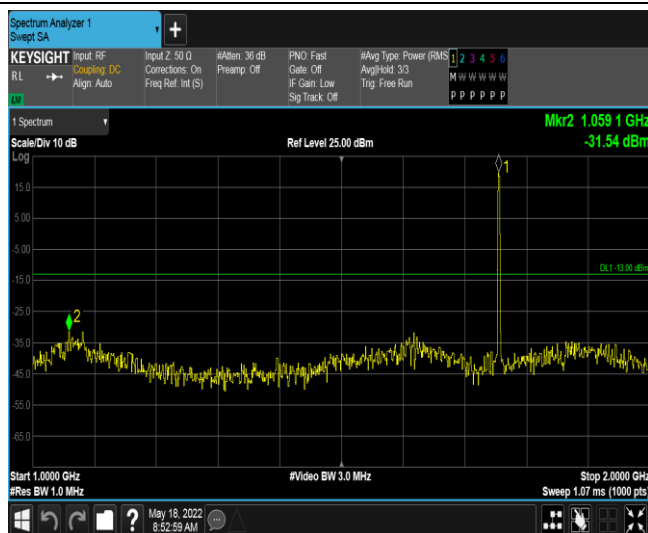 Spectrum Analyzer 1
Swept SA
+
KEYSIGHT
RL
Input: RF
Coupling: DC
Align: Auto
Input Z: 50 Ω
Corrections: On
Freq Ref: Int (S)
#Atten: 36 dB
Preamp: Off
PNO: Fast
Gate: Off
IF Gain: Low
Sig Track: Off
#Avg Type: Power (RMS
Avg|Hold: 3/3
Trig: Free Run
1 2 3 4 5 6
M W W W W W
P P P P P P
1 Spectrum
Mkr2 1.059 1 GHz
Scale/Div 10 dB
Ref Level 25.00 dBm
-31.54 dBm
Log
1
15.0
5.00
-5.00
DL1 -13.00 dBm
-15.0
-25.0
2
-35.0
-45.0
-55.0
-65.0
Start 1.0000 GHz
#Video BW 3.0 MHz
Stop 2.0000 GHz
#Res BW 1.0 MHz
Sweep 1.07 ms (1000 pts)
?
May 18, 2022
8:52:59 AM